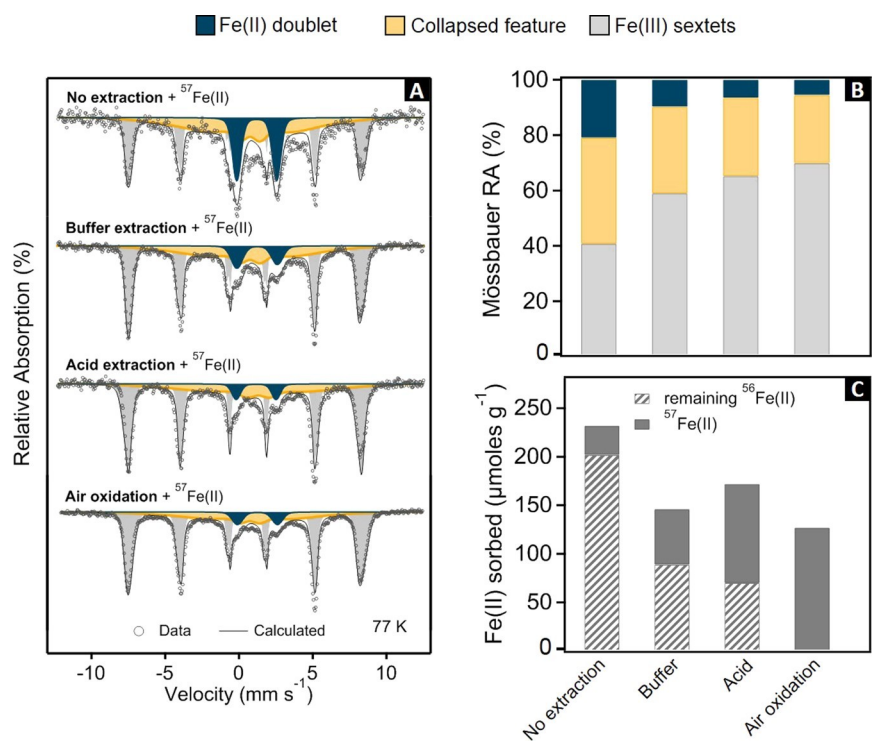 Fe(II) doublet Collapsed feature Fe(III) sextets
A
No extraction + ⁵⁷Fe(II)
Buffer extraction + ⁵⁷Fe(II)
Acid extraction + ⁵⁷Fe(II)
Air oxidation + ⁵⁷Fe(II)
Data Calculated 77 K
-10 -5 0 5 10
Velocity (mm s⁻¹)
Relative Absorption (%)
B
100
80
60
40
20
0
Mössbauer RA (%)
C
remaining ⁵⁶Fe(II)
⁵⁷Fe(II)
250
200
150
100
50
0
Fe(II) sorbed (µmoles g⁻¹)
No extraction
Buffer
Acid
Air oxidation